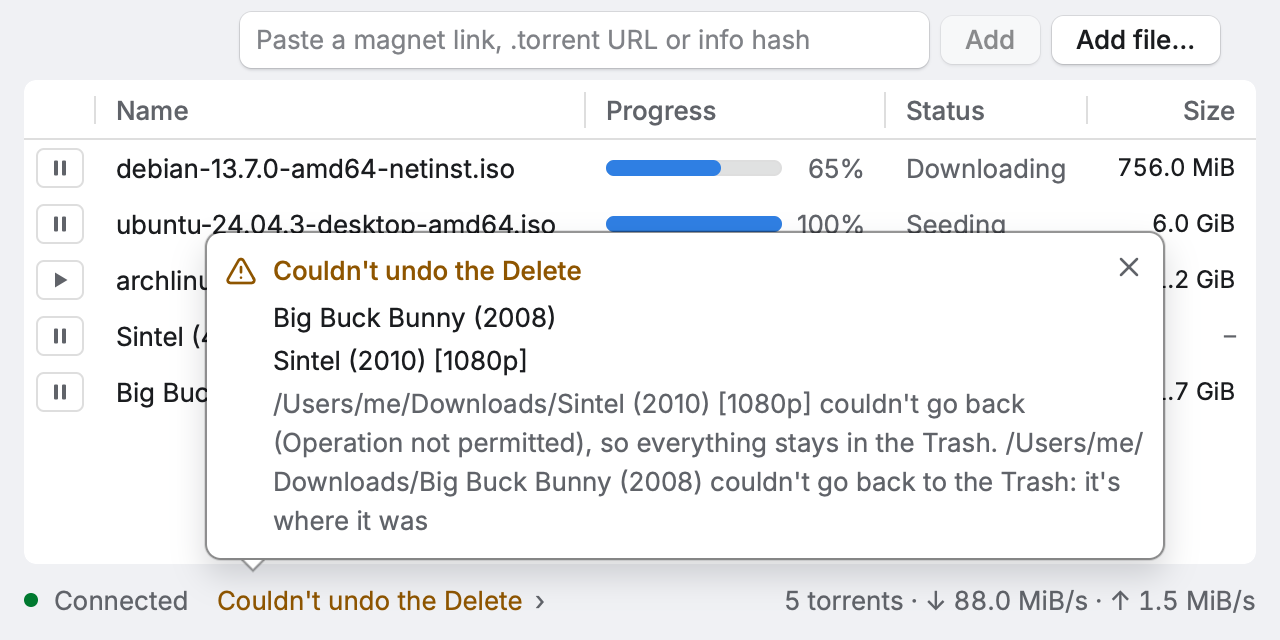 Paste a magnet link, .torrent URL or info hash
Add
Add file...
Name Progress Status Size
debian-13.7.0-amd64-netinst.iso 65% Downloading 756.0 MiB
ubuntu-24.04.3-desktop-amd64.iso 100% Seeding 6.0 GiB
Couldn't undo the Delete
Big Buck Bunny (2008)
Sintel (2010) [1080p]
/Users/me/Downloads/Sintel (2010) [1080p] couldn't go back
(Operation not permitted), so everything stays in the Trash. /Users/me/
Downloads/Big Buck Bunny (2008) couldn't go back to the Trash: it's
where it was
archlinu .2 GiB
Sintel ( –
Big Buc .7 GiB
Connected Couldn't undo the Delete › 5 torrents · ↓ 88.0 MiB/s · ↑ 1.5 MiB/s